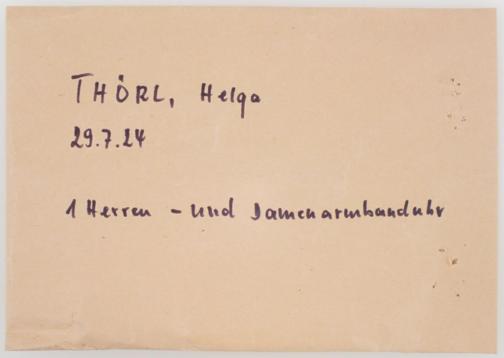 THÖRL, Helga
29.7.24
1 Herren - und Damenarmbanduhr